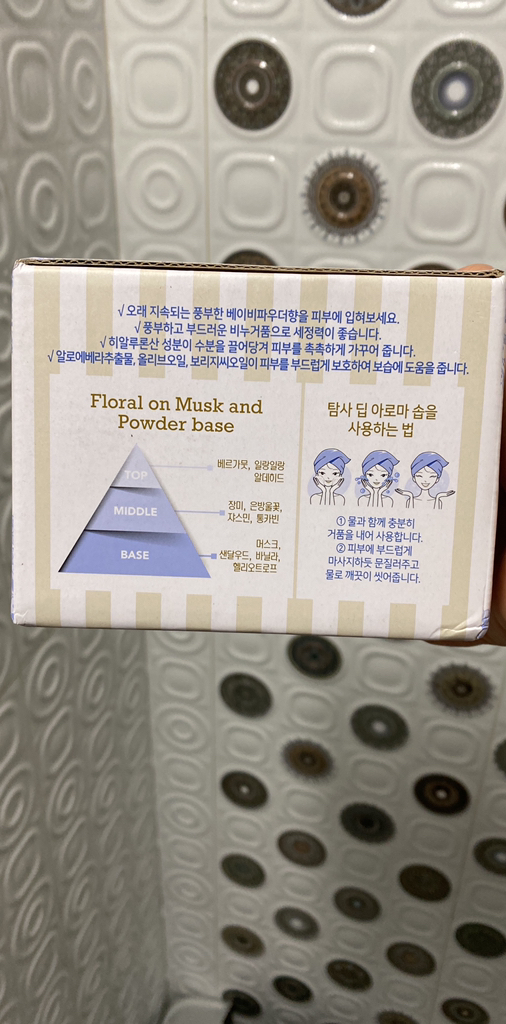 √ 오래 지속되는 풍부한 베이비파우더향을 피부에 입혀보세요.
√ 풍부하고 부드러운 비누거품으로 세정력이 좋습니다.
√ 히알루론산 성분이 수분을 끌어당겨 피부를 촉촉하게 가꾸어 줍니다.
√ 알로에베라추출물, 올리브오일, 보리지씨오일이 피부를 부드럽게 보호하여 보습에 도움을 줍니다.
Floral on Musk and
Powder base
TOP
베르가못, 일랑일랑
알데히드
MIDDLE
장미, 은방울꽃,
쟈스민, 통카빈
BASE
머스크,
샌달우드, 바닐라,
헬리오트로프
탐사 딥 아로마 솝을
사용하는 법
① 물과 함께 충분히
거품을 내어 사용합니다.
② 피부에 부드럽게
마사지하듯 문질러주고
물로 깨끗이 씻어줍니다.